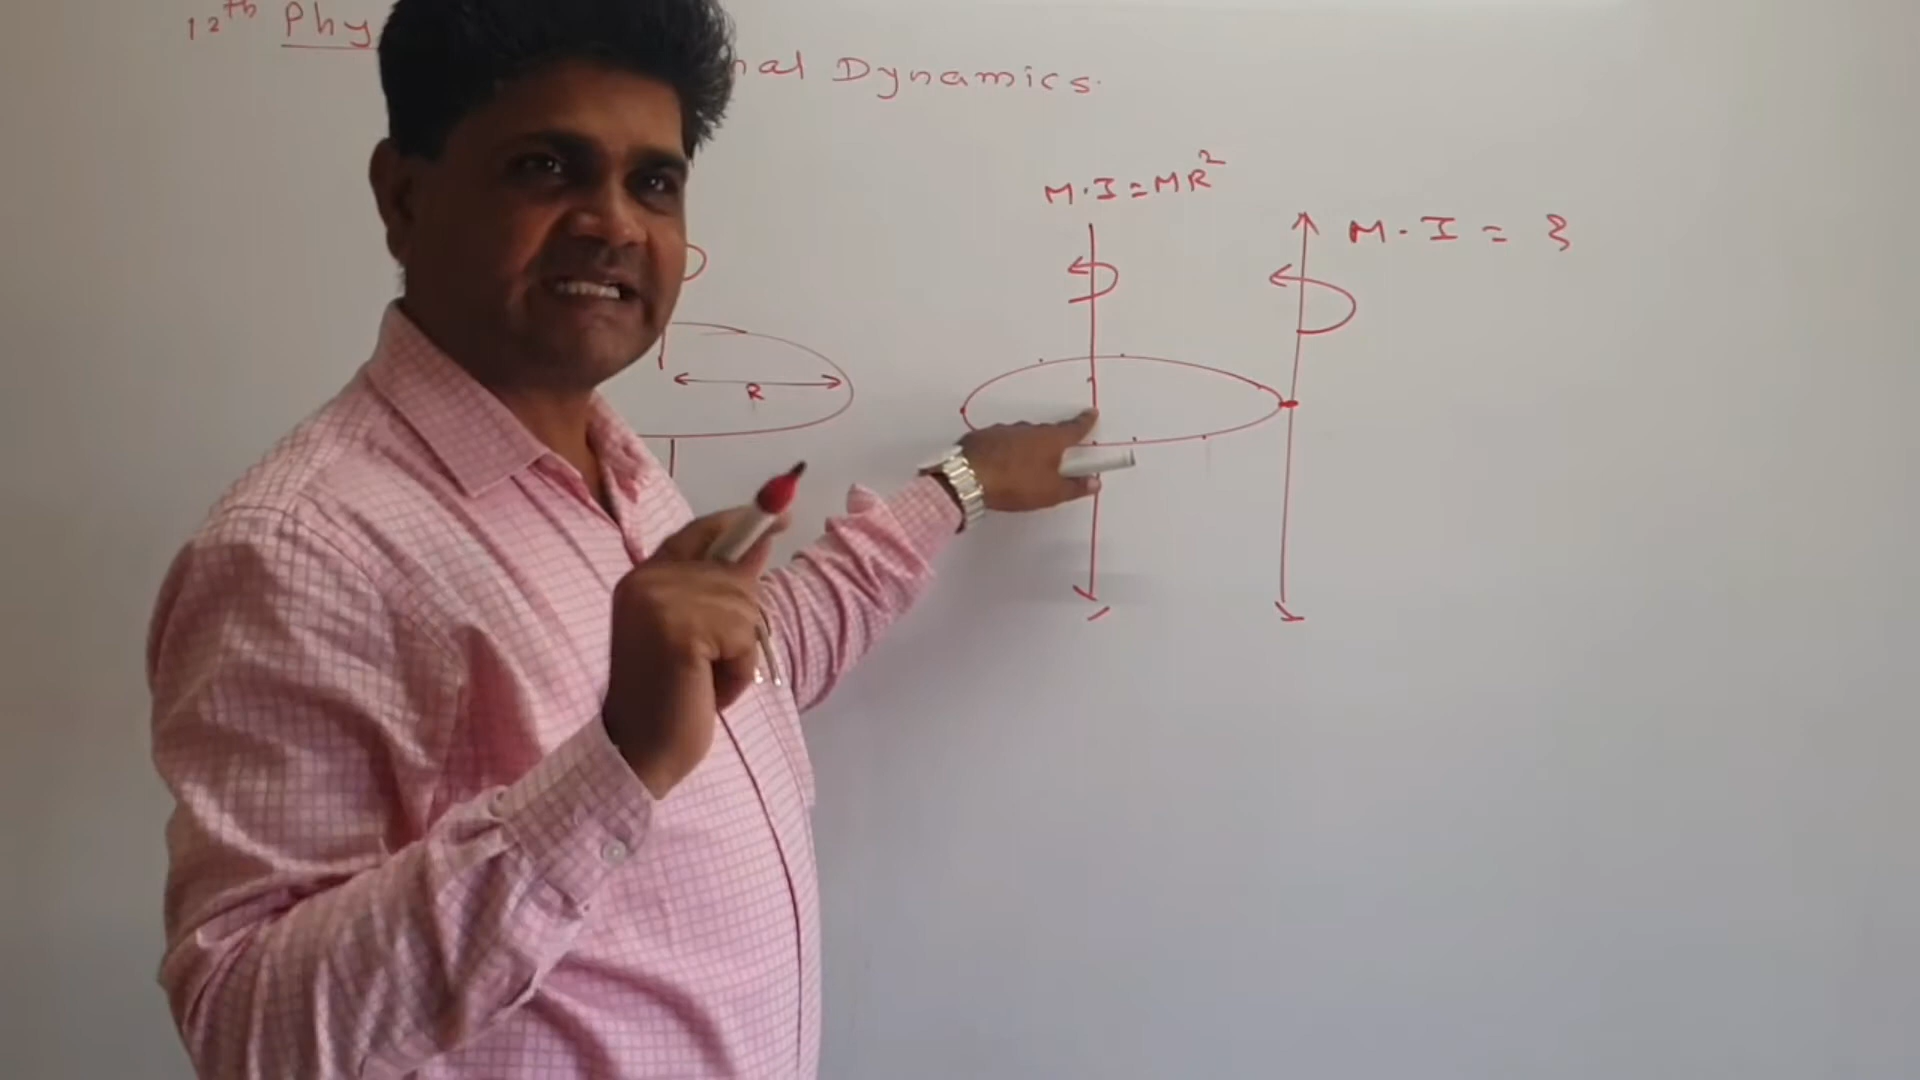 12th Phy
nal Dynamics.
M.I = MR²
M.I = ?
R